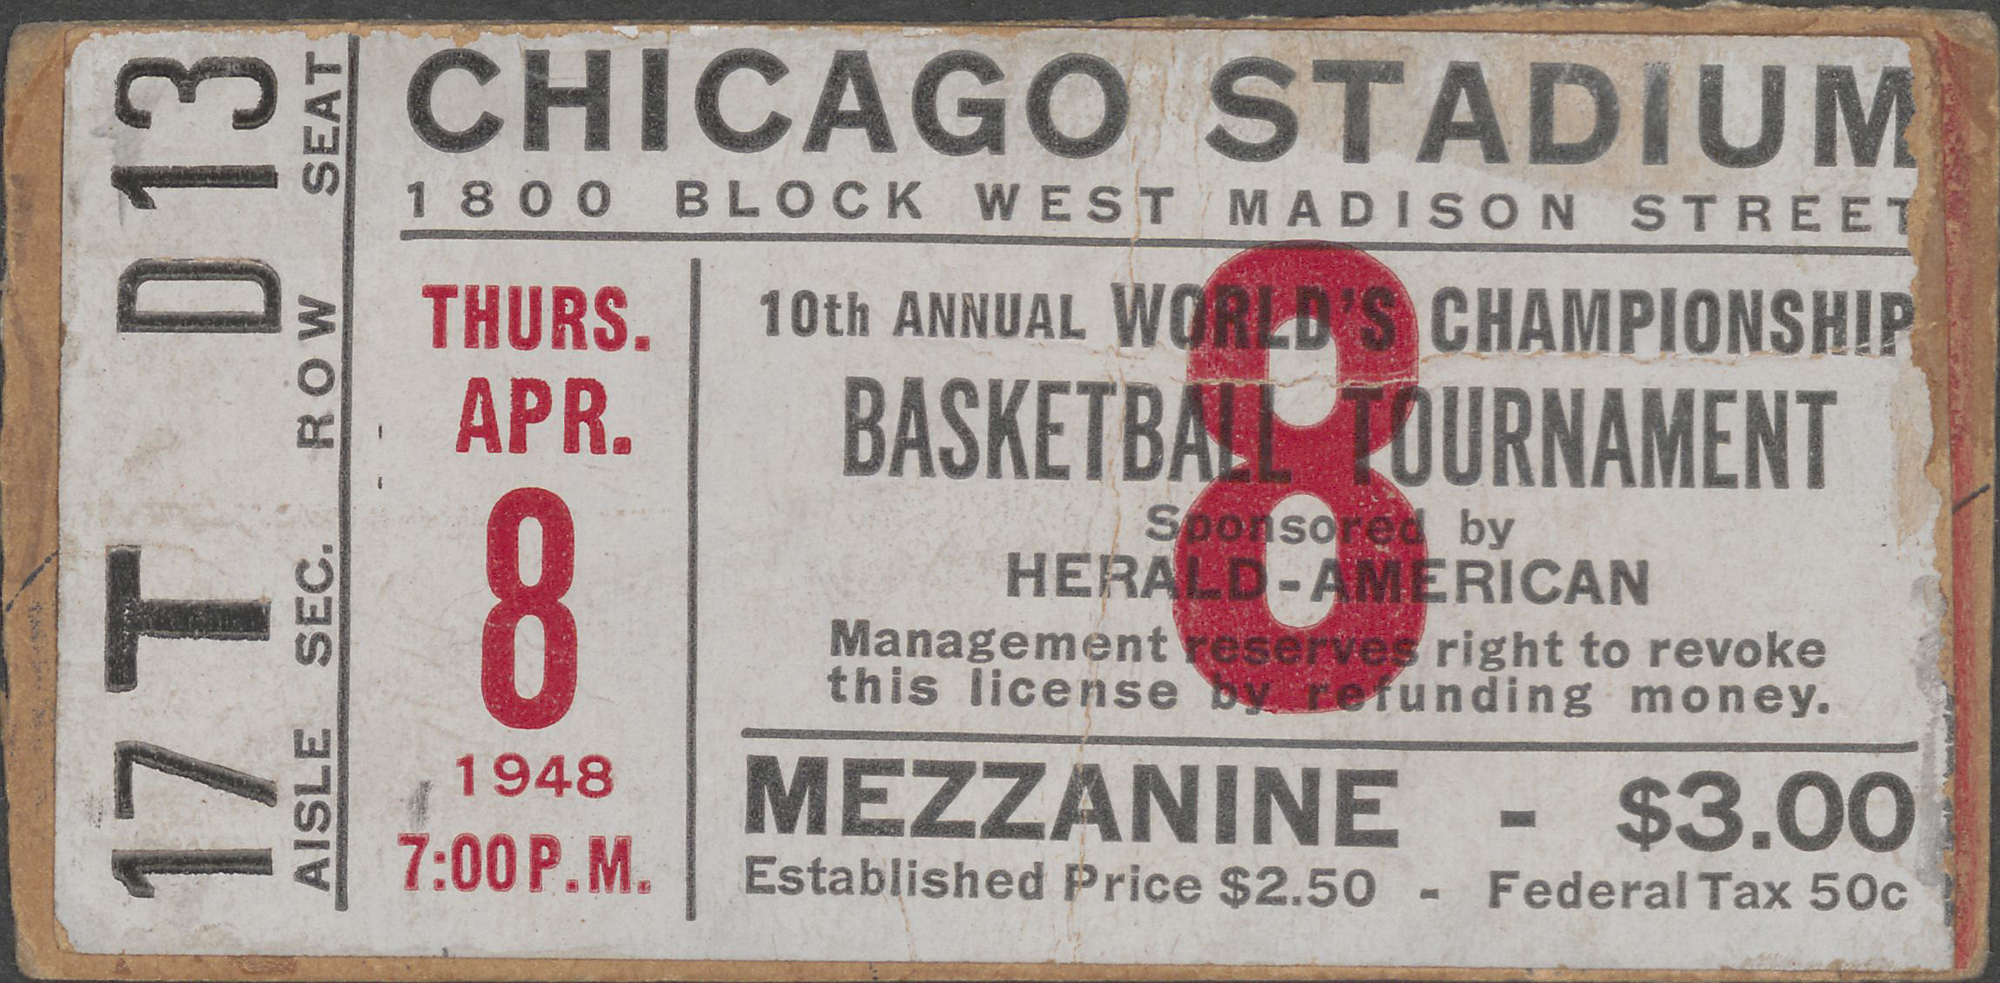 17 T D 13
AISLE SEC. ROW SEAT
CHICAGO STADIUM
1800 BLOCK WEST MADISON STREET
THURS.
APR.
8
1948
7:00 P.M.
8
10th ANNUAL WORLD'S CHAMPIONSHIP
BASKETBALL TOURNAMENT
Sponsored by
HERALD-AMERICAN
Management reserves right to revoke
this license by refunding money.
MEZZANINE - $3.00
Established Price $2.50 - Federal Tax 50c